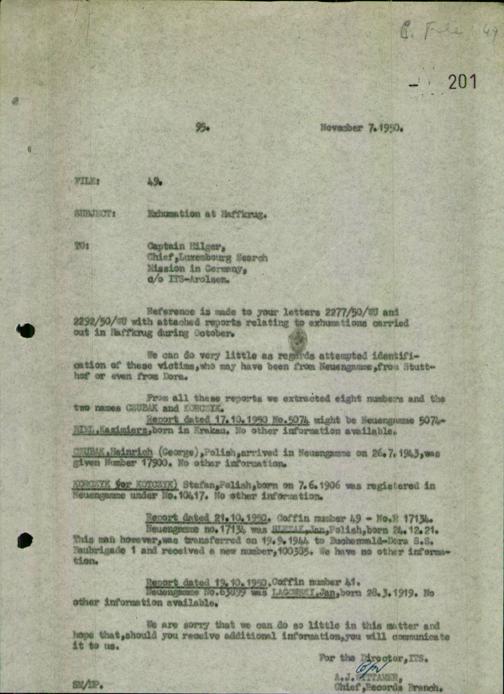 B. File 49
- 201
95.
November 7.1950.
FILE: 49.
SUBJECT: Exhumation at Haffkrug.
TO: Captain Hilger,
Chief,Luxembourg Search
Mission in Germany,
c/o ITS-Arolsen.
Reference is made to your letters 2277/50/WU and
2292/50/WU with attached reports relating to exhumations carried
out in Haffkrug during October.
We can do very little as regards attempted identifi-
cation of these victims,who may have been from Neuengamme,from Stutt-
hof or even from Dora.
From all these reports we extracted eight numbers and the
two names CHUBAK and KORCZYK.
Report dated 17.10.1950 No.5074 might be Neuengamme 5074-
Kazimierz,born in Krakau. No other information available.
CHUBAK,Heinrich (George),Polish,arrived in Neuengamme on 26.7.1943,was
given Number 17900. No other information.
KORCZYK (or KOTCZYK) Stefan,Polish,born on 7.6.1906 was registered in
Neuengamme under No.10417. No other information.
Report dated 21.10.1950. Coffin number 49 - No.P 17134.
Neuengamme no.17134 was Jan,Polish,born 24.12.21.
This man however,was transferred on 19.9.1944 to Buchenwald-Dora S.S.
Baubrigade 1 and received a new number,100385. We have no other informa-
tion.
Report dated 19.10.1950.Coffin number 41.
Neuengamme No.63099 was Jan,born 28.3.1919. No
other information available.
We are sorry that we can do so little in this matter and
hope that,should you receive additional information,you will communicate
it to us.
For the Director,ITS.
A.J.WITTAMER,
Chief,Records Branch.